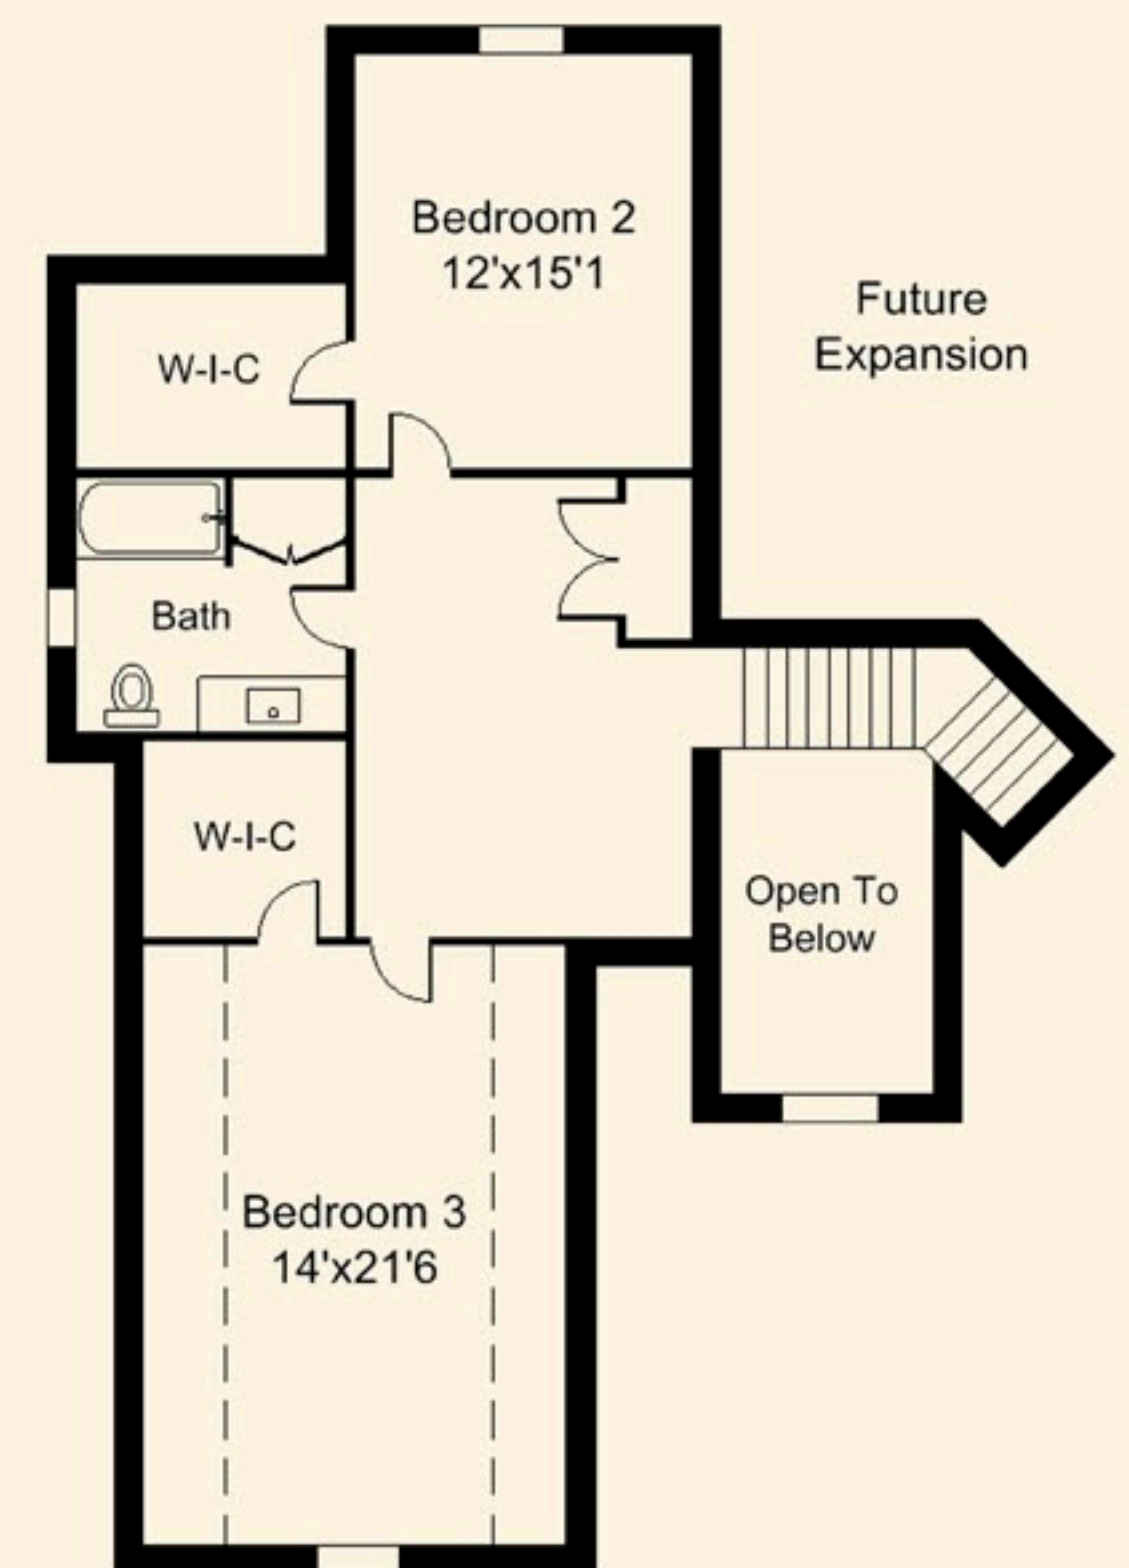 Bedroom 2
12'x15'1
Future
Expansion
W-I-C
Bath
W-I-C
Open To
Below
Bedroom 3
14'x21'6